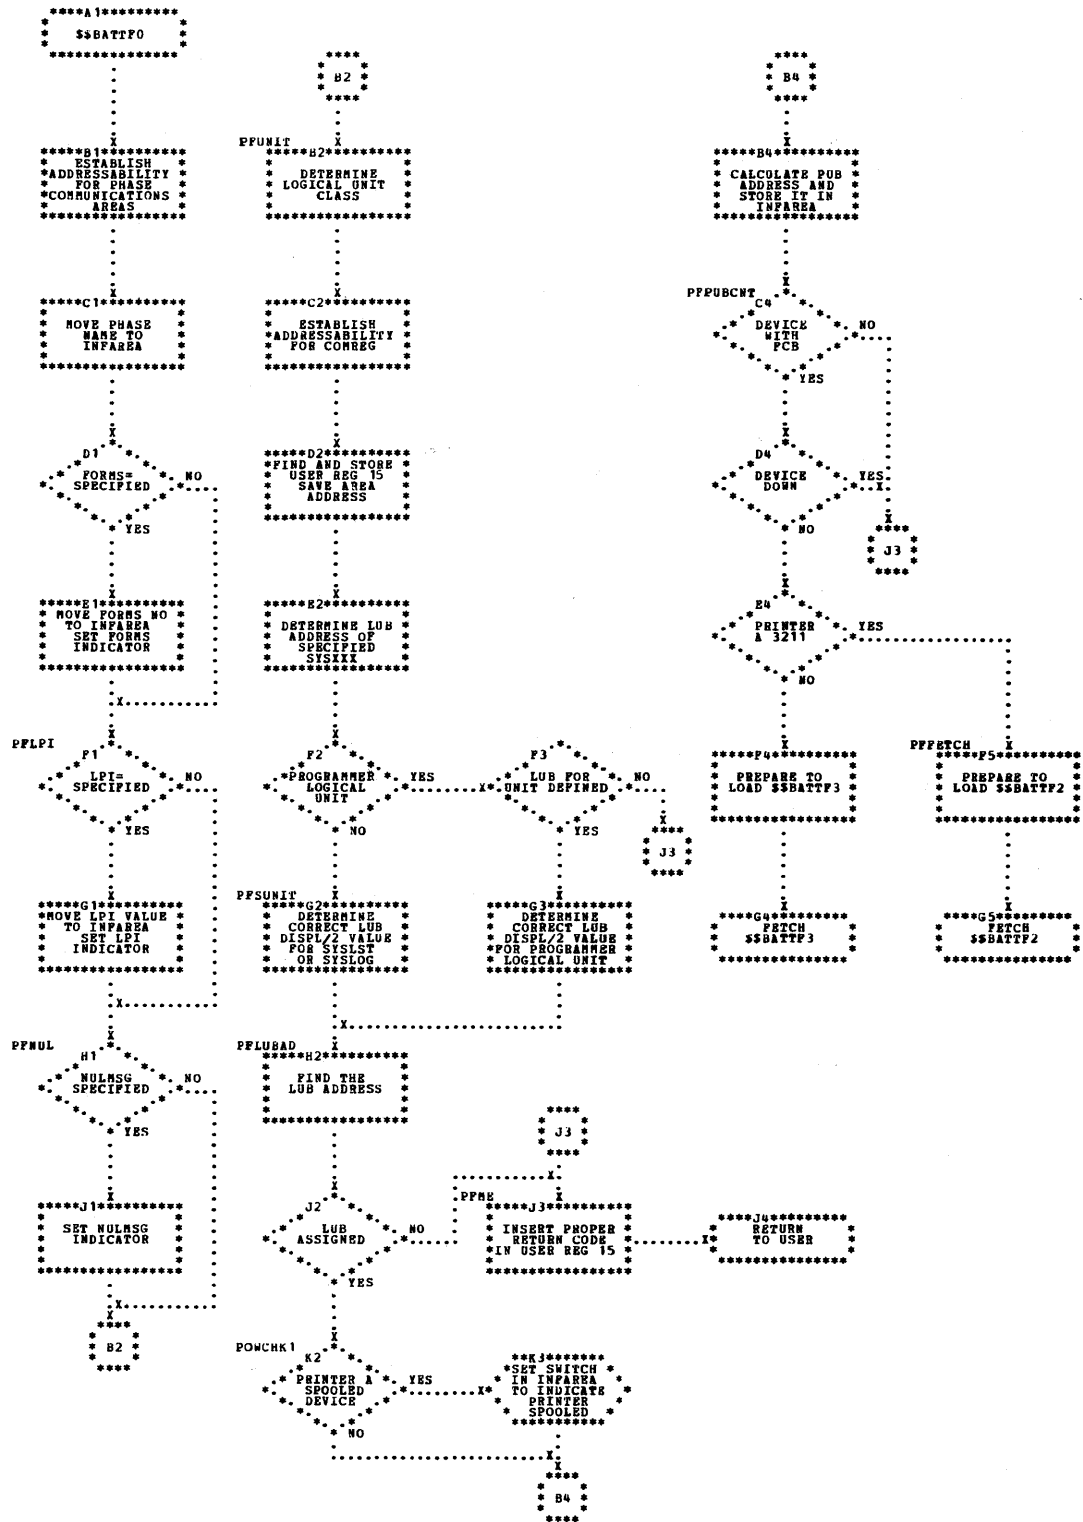 A1
$$BATTF0
B1
ESTABLISH
ADDRESSABILITY
FOR PHASE
COMMUNICATIONS
AREAS
C1
MOVE PHASE
NAME TO
INFAREA
D1
FORMS=
SPECIFIED
NO
YES
E1
MOVE FORMS NO
TO INFAREA
SET FORMS
INDICATOR
PFLPI
F1
LPI=
SPECIFIED
NO
YES
G1
MOVE LPI VALUE
TO INFAREA
SET LPI
INDICATOR
PFNUL
H1
NULMSG
SPECIFIED
NO
YES
J1
SET NULMSG
INDICATOR
B2
B2
PFUNIT
B2
DETERMINE
LOGICAL UNIT
CLASS
C2
ESTABLISH
ADDRESSABILITY
FOR COMREG
D2
FIND AND STORE
USER REG 15
SAVE AREA
ADDRESS
E2
DETERMINE LUB
ADDRESS OF
SPECIFIED
SYSXXX
F2
PROGRAMMER
LOGICAL
UNIT
YES
NO
F3
LUB FOR
UNIT DEFINED
NO
YES
J3
PFSUNIT
G2
DETERMINE
CORRECT LUB
DISPL/2 VALUE
FOR SYSLST
OR SYSLOG
G3
DETERMINE
CORRECT LUB
DISPL/2 VALUE
FOR PROGRAMMER
LOGICAL UNIT
PFLUBAD
H2
FIND THE
LUB ADDRESS
J3
J2
LUB
ASSIGNED
NO
YES
PFME
J3
INSERT PROPER
RETURN CODE
IN USER REG 15
J4
RETURN
TO USER
POWCHK1
K2
PRINTER A
SPOOLED
DEVICE
YES
NO
K3
SET SWITCH
IN INFAREA
TO INDICATE
PRINTER
SPOOLED
B4
B4
B4
CALCULATE PUB
ADDRESS AND
STORE IT IN
INFAREA
PFPUBCNT
C4
DEVICE
WITH
FCB
NO
YES
D4
DEVICE
DOWN
YES
NO
J3
E4
PRINTER
A 3211
YES
NO
F4
PREPARE TO
LOAD $$BATTF3
PFFETCH
F5
PREPARE TO
LOAD $$BATTF2
G4
FETCH
$$BATTF3
G5
FETCH
$$BATTF2